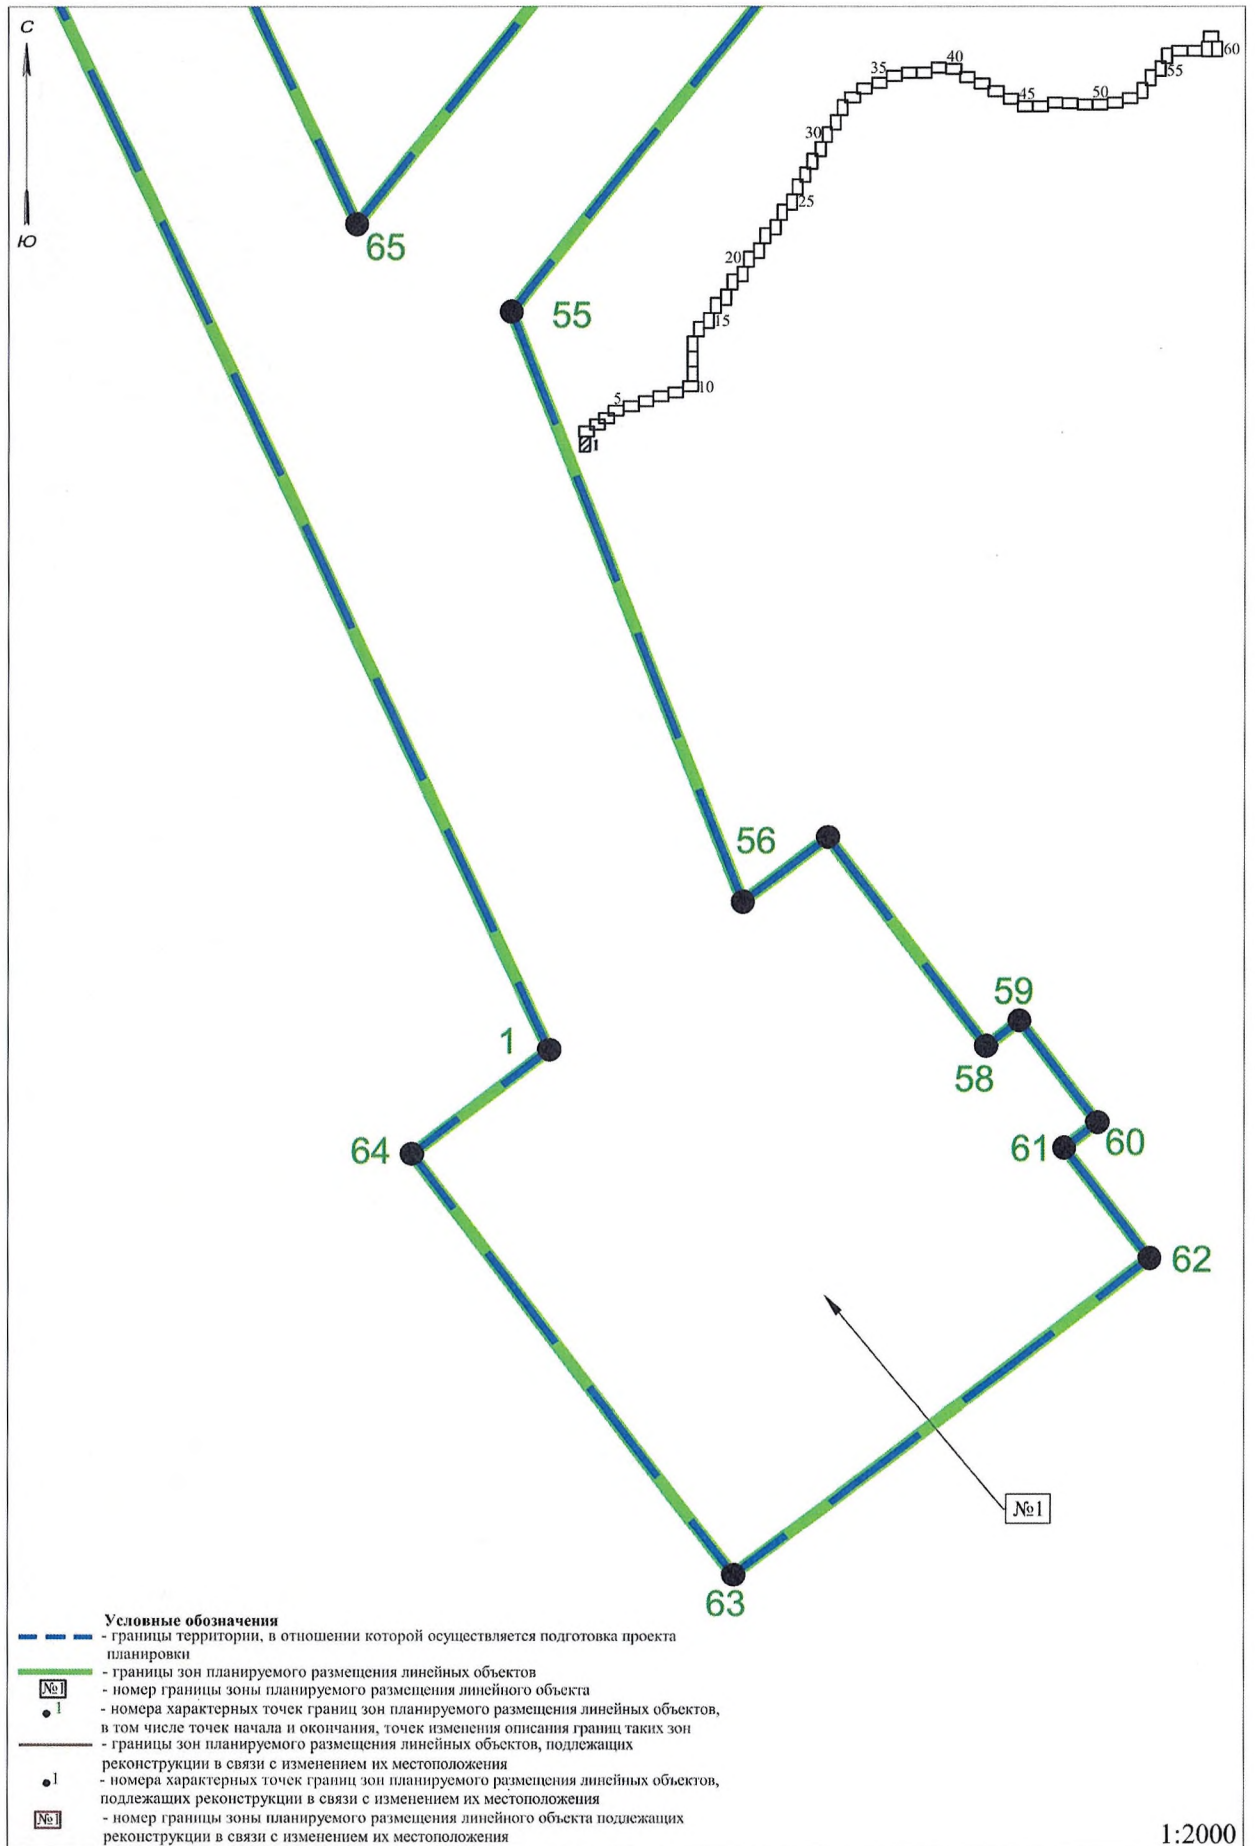 С
Ю
60
55
50
45
40
35
30
25
20
15
10
5
1
65
55
56
59
58
1
64
61
60
62
№1
63
Условные обозначения
- границы территории, в отношении которой осуществляется подготовка проекта
планировки
- границы зон планируемого размещения линейных объектов
№1 - номер границы зоны планируемого размещения линейного объекта
1 - номера характерных точек границ зон планируемого размещения линейных объектов,
в том числе точек начала и окончания, точек изменения описания границ таких зон
- границы зон планируемого размещения линейных объектов, подлежащих
реконструкции в связи с изменением их местоположения
1 - номера характерных точек границ зон планируемого размещения линейных объектов,
подлежащих реконструкции в связи с изменением их местоположения
№1 - номер границы зоны планируемого размещения линейного объекта подлежащих
реконструкции в связи с изменением их местоположения
1:2000